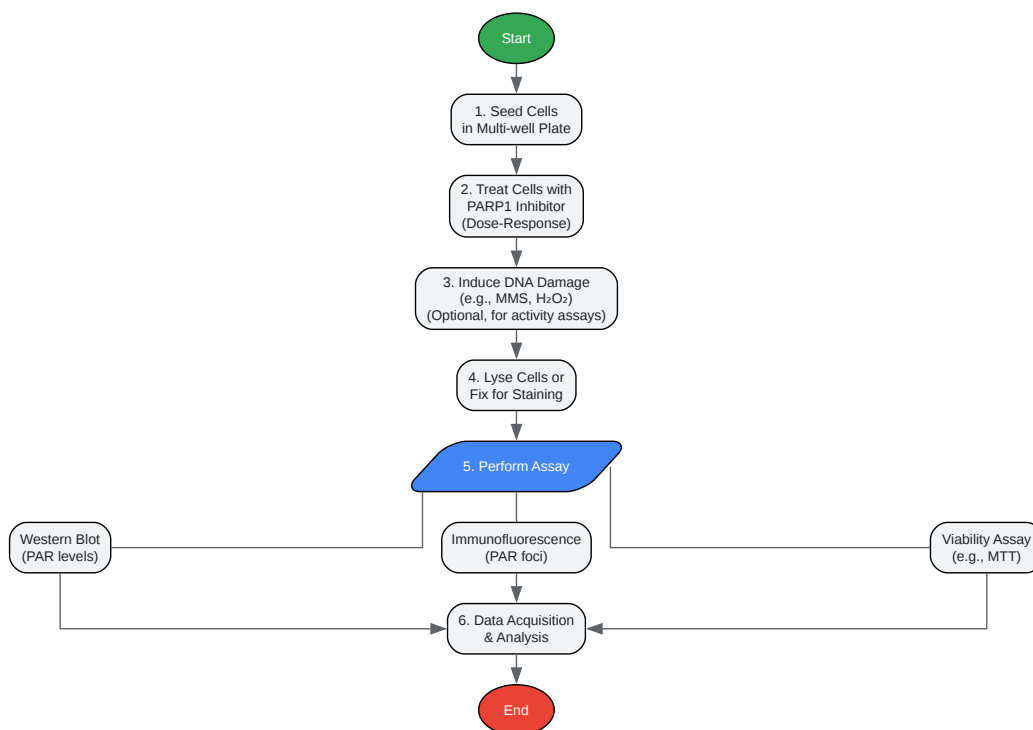 Start
1. Seed Cells
in Multi-well Plate
2. Treat Cells with
PARP1 Inhibitor
(Dose-Response)
3. Induce DNA Damage
(e.g., MMS, H₂O₂)
(Optional, for activity assays)
4. Lyse Cells or
Fix for Staining
5. Perform Assay
Western Blot
(PAR levels)
Immunofluorescence
(PAR foci)
Viability Assay
(e.g., MTT)
6. Data Acquisition
& Analysis
End